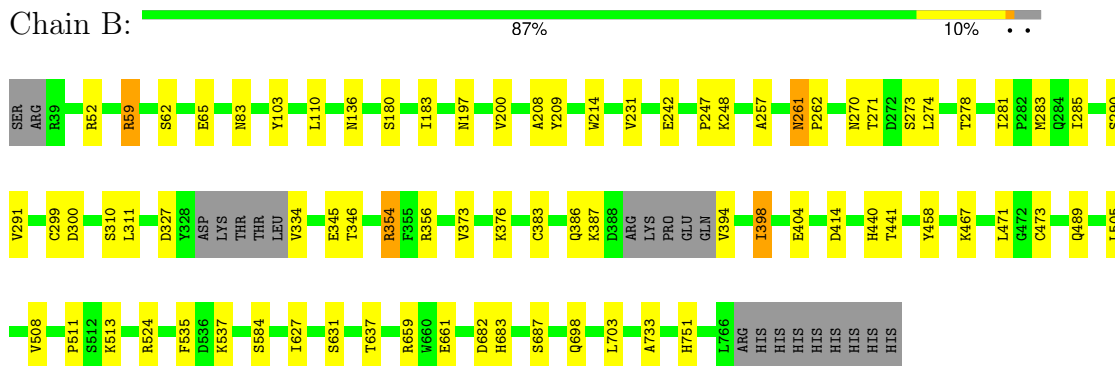 Chain B:
87% 10% • •
SER ARG R39 R52 R59 S62 E65 N83 Y103 L110 N136 S180 I183 N197 V200 A208 Y209 W214 V231 E242 P247 K248 A257 N261 P262 N270 T271 D272 S273 L274 T278 I281 P282 M283 Q284 I285
V291 C299 D300 S310 L311 D327 Y328 ASP LYS THR THR LEU V334 E345 T346 R354 F355 R356 V373 K376 C383 Q386 K387 D388 ARG LYS PRO GLU GLN V394 I398 E404 D414 H440 T441 Y458 K467 L471 G472 C473 Q489
V508 P511 S512 K513 R524 F535 D536 K537 S584 I627 S631 T637 R659 W660 E661 D682 H683 S687 Q698 L703 A733 H751 L766 ARG HIS HIS HIS HIS HIS HIS HIS HIS